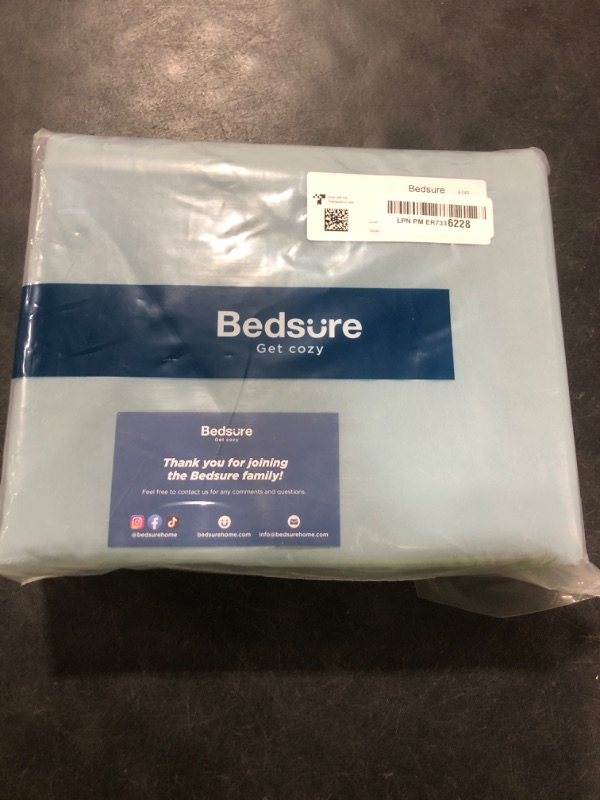 Bedsure
LPN PM ER7336228
Bedsure
Get cozy
Bedsure
Get cozy
Thank you for joining
the Bedsure family!
Feel free to contact us for any comments and questions.
@bedsurehome bedsurehome.com info@bedsurehome.com